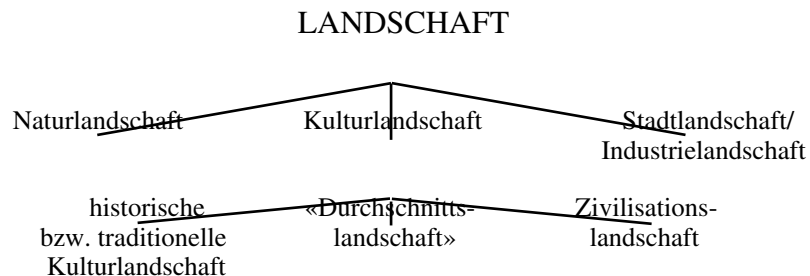 LANDSCHAFT
Naturlandschaft Kulturlandschaft Stadtlandschaft/
Industrielandschaft
historische «Durchschnitts- Zivilisations-
bzw. traditionelle landschaft» landschaft
Kulturlandschaft